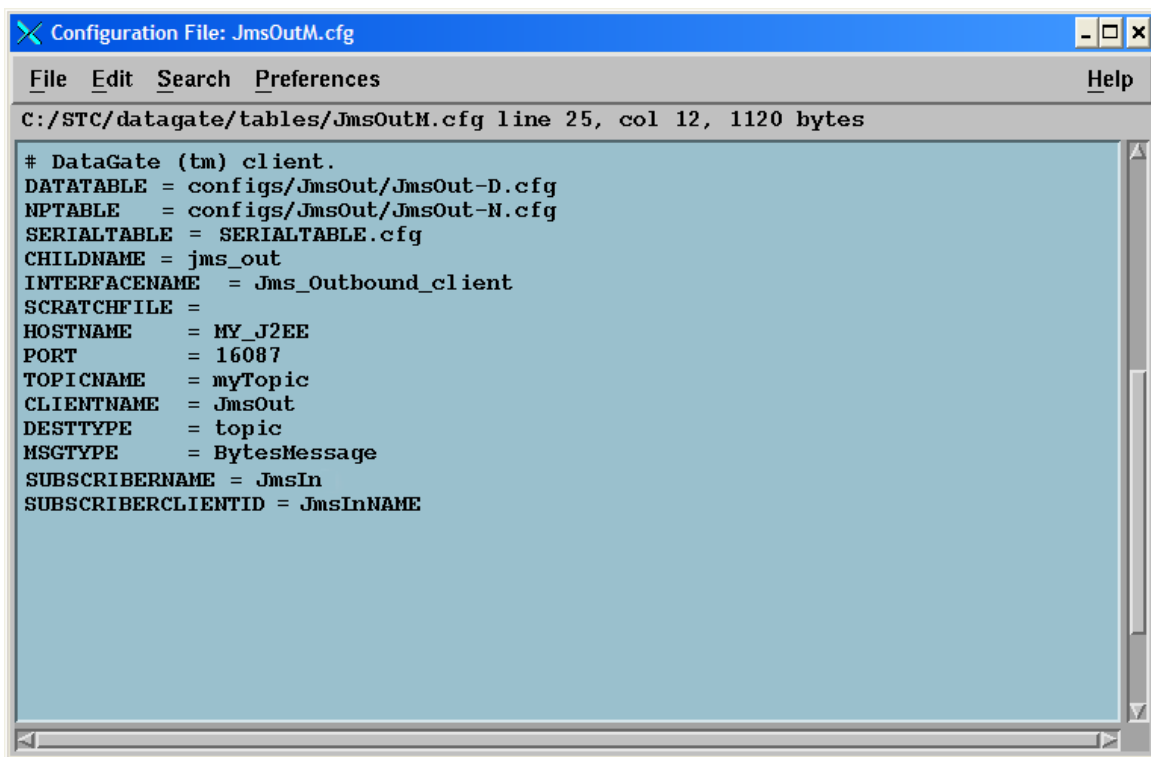 Configuration File: JmsOutM.cfg
File Edit Search Preferences Help
C:/STC/datagate/tables/JmsOutM.cfg line 25, col 12, 1120 bytes
# DataGate (tm) client.
DATATABLE = configs/JmsOut/JmsOut-D.cfg
NPTABLE   = configs/JmsOut/JmsOut-N.cfg
SERIALTABLE = SERIALTABLE.cfg
CHILDNAME = jms_out
INTERFACENAME  = Jms_Outbound_client
SCRATCHFILE =
HOSTNAME    = MY_J2EE
PORT        = 16087
TOPICNAME   = myTopic
CLIENTNAME  = JmsOut
DESTTYPE    = topic
MSGTYPE     = BytesMessage
SUBSCRIBERNAME = JmsIn
SUBSCRIBERCLIENTID = JmsInNAME